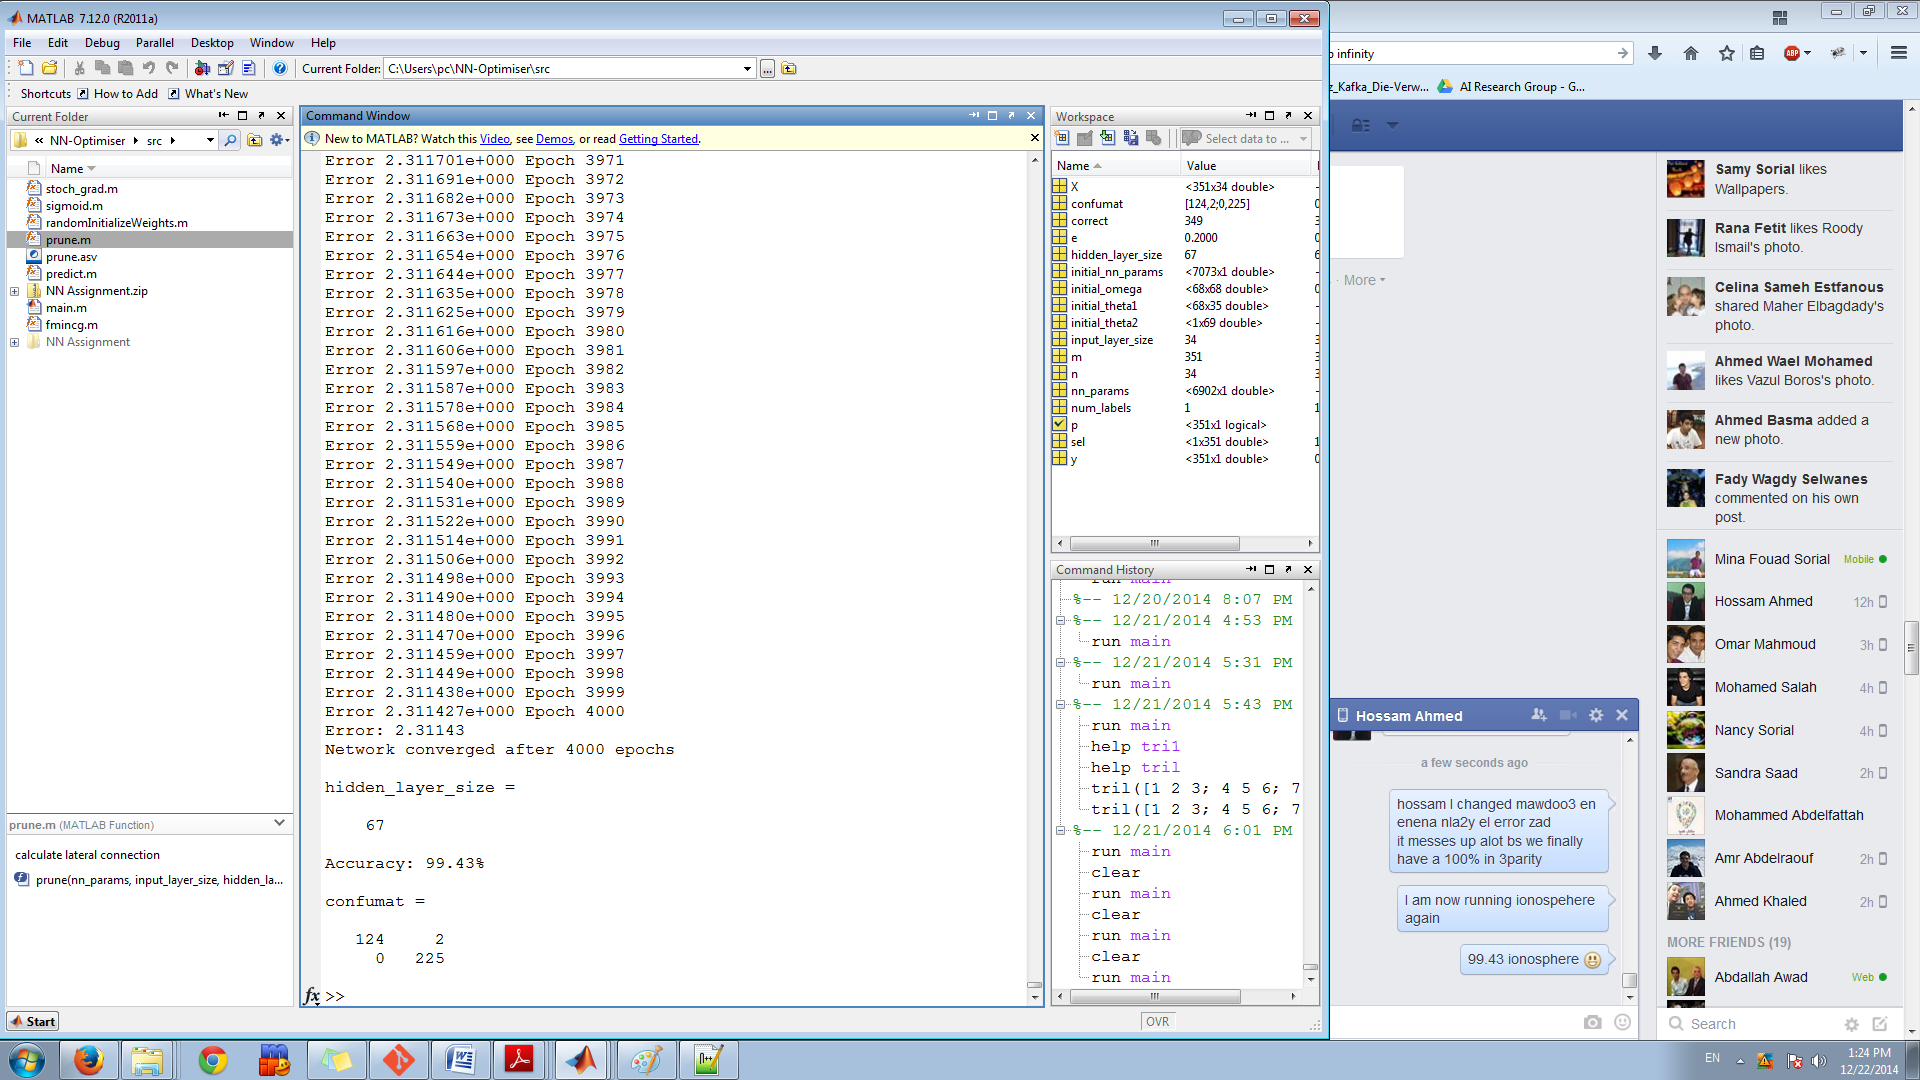 MATLAB 7.12.0 (R2011a)
File Edit Debug Parallel Desktop Window Help
Current Folder: C:\Users\pc\NN-Optimiser\src
Shortcuts How to Add What's New
Current Folder
« NN-Optimiser src
Name
stoch_grad.m
sigmoid.m
randomInitializeWeights.m
prune.m
prune.asv
predict.m
NN Assignment.zip
main.m
fmincg.m
NN Assignment
prune.m (MATLAB Function)
calculate lateral connection
prune(nn_params, input_layer_size, hidden_la...
Start
Command Window
New to MATLAB? Watch this Video, see Demos, or read Getting Started.
Error 2.311701e+000 Epoch 3971
Error 2.311691e+000 Epoch 3972
Error 2.311682e+000 Epoch 3973
Error 2.311673e+000 Epoch 3974
Error 2.311663e+000 Epoch 3975
Error 2.311654e+000 Epoch 3976
Error 2.311644e+000 Epoch 3977
Error 2.311635e+000 Epoch 3978
Error 2.311625e+000 Epoch 3979
Error 2.311616e+000 Epoch 3980
Error 2.311606e+000 Epoch 3981
Error 2.311597e+000 Epoch 3982
Error 2.311587e+000 Epoch 3983
Error 2.311578e+000 Epoch 3984
Error 2.311568e+000 Epoch 3985
Error 2.311559e+000 Epoch 3986
Error 2.311549e+000 Epoch 3987
Error 2.311540e+000 Epoch 3988
Error 2.311531e+000 Epoch 3989
Error 2.311522e+000 Epoch 3990
Error 2.311514e+000 Epoch 3991
Error 2.311506e+000 Epoch 3992
Error 2.311498e+000 Epoch 3993
Error 2.311490e+000 Epoch 3994
Error 2.311480e+000 Epoch 3995
Error 2.311470e+000 Epoch 3996
Error 2.311459e+000 Epoch 3997
Error 2.311449e+000 Epoch 3998
Error 2.311438e+000 Epoch 3999
Error 2.311427e+000 Epoch 4000
Error: 2.31143
Network converged after 4000 epochs
hidden_layer_size =
67
Accuracy: 99.43%
confumat =
124 2
0 225
fx >>
Workspace
Select data to ...
Name Value
X <351x34 double>
confumat [124,2;0,225]
correct 349
e 0.2000
hidden_layer_size 67
initial_nn_params <7073x1 double>
initial_omega <68x68 double>
initial_theta1 <68x35 double>
initial_theta2 <1x69 double>
input_layer_size 34
m 351
n 34
nn_params <6902x1 double>
num_labels 1
p <351x1 logical>
sel <1x351 double>
y <351x1 double>
Command History
run main
%-- 12/20/2014 8:07 PM
%-- 12/21/2014 4:53 PM
run main
%-- 12/21/2014 5:31 PM
run main
%-- 12/21/2014 5:43 PM
run main
help tri1
help tril
tril([1 2 3; 4 5 6; 7
tril([1 2 3; 4 5 6; 7
%-- 12/21/2014 6:01 PM
run main
clear
run main
clear
run main
clear
run main
OVR
infinity
z_Kafka_Die-Verw... AI Research Group - G...
ABP
· More
Samy Sorial likes
Wallpapers.
Rana Fetit likes Roody
Ismail's photo.
Celina Sameh Estfanous
shared Maher Elbagdady's
photo.
Ahmed Wael Mohamed
likes Vazul Boros's photo.
Ahmed Basma added a
new photo.
Fady Wagdy Selwanes
commented on his own
post.
Mina Fouad Sorial Mobile
Hossam Ahmed 12h
Omar Mahmoud 3h
Mohamed Salah 4h
Nancy Sorial 4h
Sandra Saad 2h
Mohammed Abdelfattah
Amr Abdelraouf 2h
Ahmed Khaled 2h
MORE FRIENDS (19)
Abdallah Awad Web
Search
Hossam Ahmed
a few seconds ago
hossam I changed mawdoo3 en
enena nla2y el error zad
it messes up alot bs we finally
have a 100% in 3parity
I am now running ionospehere
again
99.43 ionosphere
EN
1:24 PM
12/22/2014